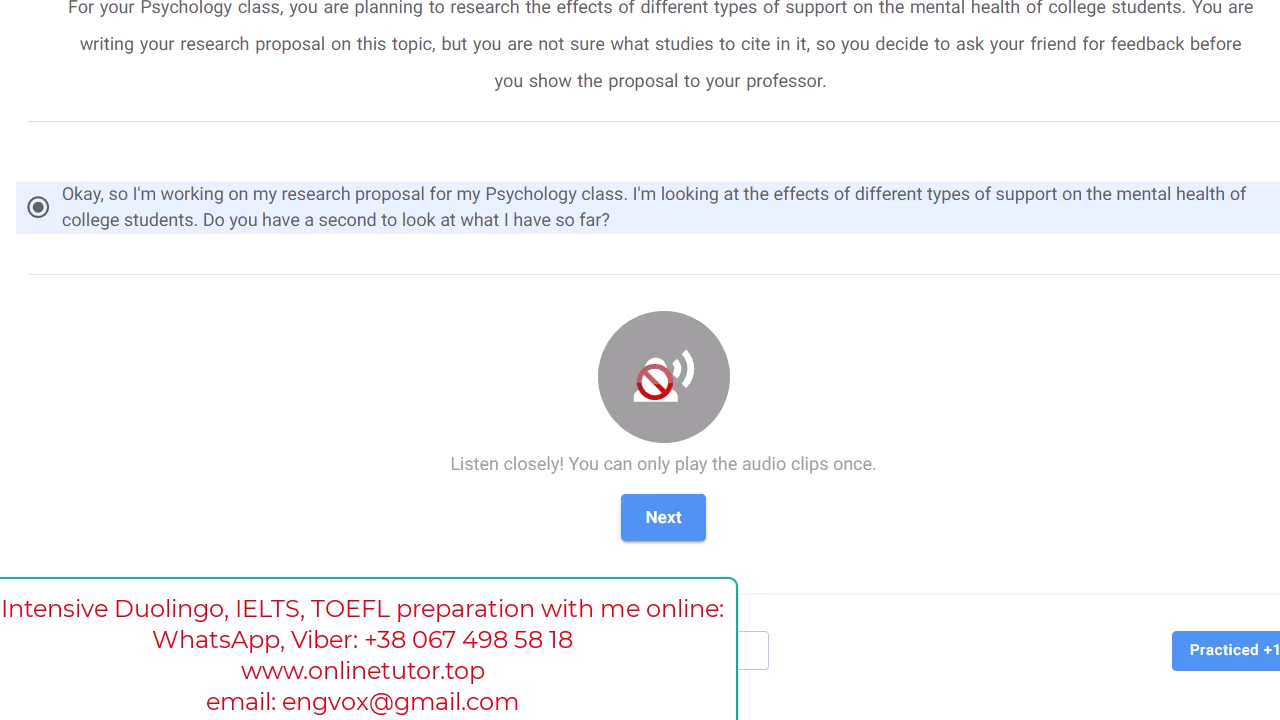 For your Psychology class, you are planning to research the effects of different types of support on the mental health of college students. You are
writing your research proposal on this topic, but you are not sure what studies to cite in it, so you decide to ask your friend for feedback before
you show the proposal to your professor.
Okay, so I'm working on my research proposal for my Psychology class. I'm looking at the effects of different types of support on the mental health of
college students. Do you have a second to look at what I have so far?
Listen closely! You can only play the audio clips once.
Next
Intensive Duolingo, IELTS, TOEFL preparation with me online:
WhatsApp, Viber: +38 067 498 58 18
www.onlinetutor.top
email: engvox@gmail.com
Practiced +1